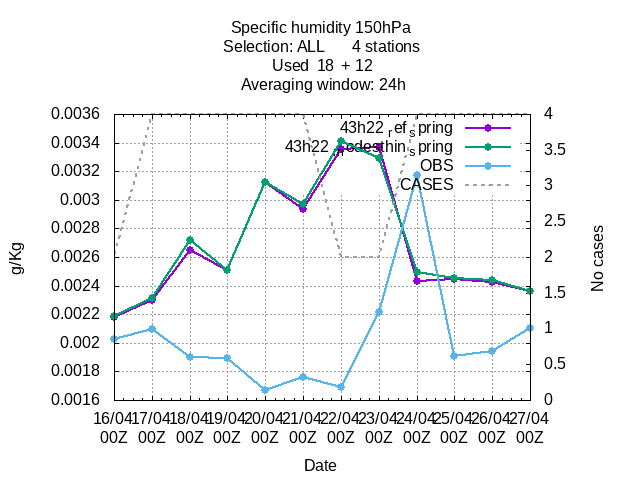 Specific humidity 150hPa
Selection: ALL 4 stations
Used 18 + 12
Averaging window: 24h
43h22_ref_spring
43h22_nodesthin_spring
OBS
CASES
0.0036
0.0034
0.0032
0.003
0.0028
0.0026
0.0024
0.0022
0.002
0.0018
0.0016
4
3.5
3
2.5
2
1.5
1
0.5
0
g/Kg
No cases
16/04 17/04 18/04 19/04 20/04 21/04 22/04 23/04 24/04 25/04 26/04 27/04
00Z 00Z 00Z 00Z 00Z 00Z 00Z 00Z 00Z 00Z 00Z 00Z
Date